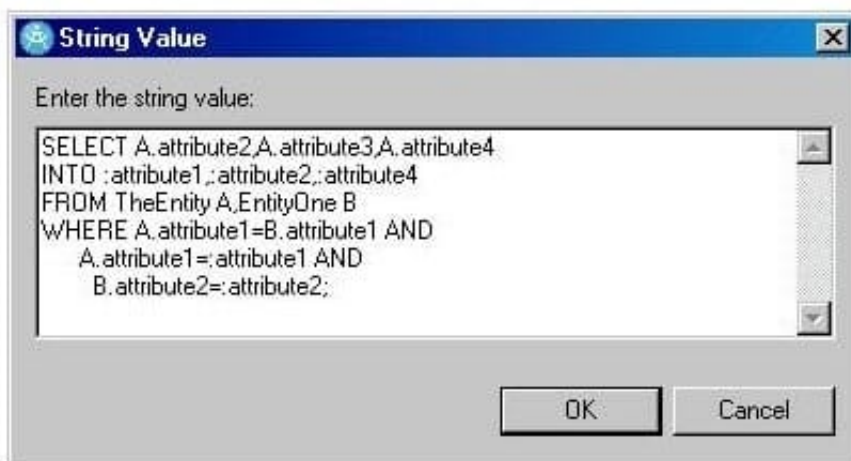 String Value
Enter the string value:
SELECT A.attribute2,A.attribute3,A.attribute4
INTO :attribute1,:attribute2,:attribute4
FROM TheEntity A,EntityOne B
WHERE A.attribute1=B.attribute1 AND
A.attribute1=:attribute1 AND
B.attribute2=:attribute2;
OK
Cancel